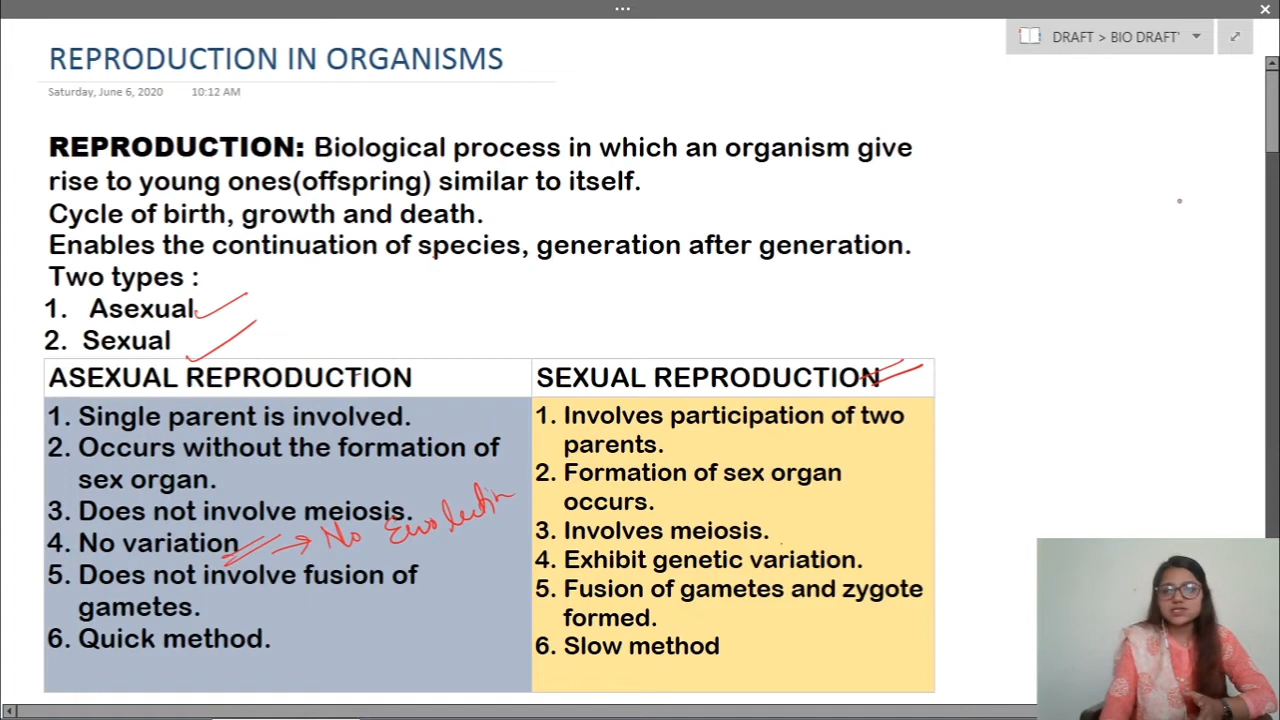 DRAFT > BIO DRAFT'
REPRODUCTION IN ORGANISMS
Saturday, June 6, 2020 10:12 AM
REPRODUCTION: Biological process in which an organism give
rise to young ones(offspring) similar to itself.
Cycle of birth, growth and death.
Enables the continuation of species, generation after generation.
Two types :
1. Asexual
2. Sexual
ASEXUAL REPRODUCTION
1. Single parent is involved.
2. Occurs without the formation of
sex organ.
3. Does not involve meiosis.
4. No variation → No Evolution
5. Does not involve fusion of
gametes.
6. Quick method.
SEXUAL REPRODUCTION
1. Involves participation of two
parents.
2. Formation of sex organ
occurs.
3. Involves meiosis.
4. Exhibit genetic variation.
5. Fusion of gametes and zygote
formed.
6. Slow method